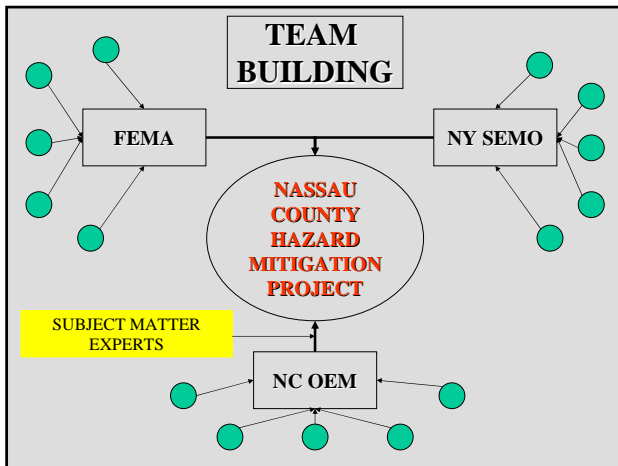 TEAM
BUILDING
FEMA
NY SEMO
NASSAU
COUNTY
HAZARD
MITIGATION
PROJECT
SUBJECT MATTER
EXPERTS
NC OEM